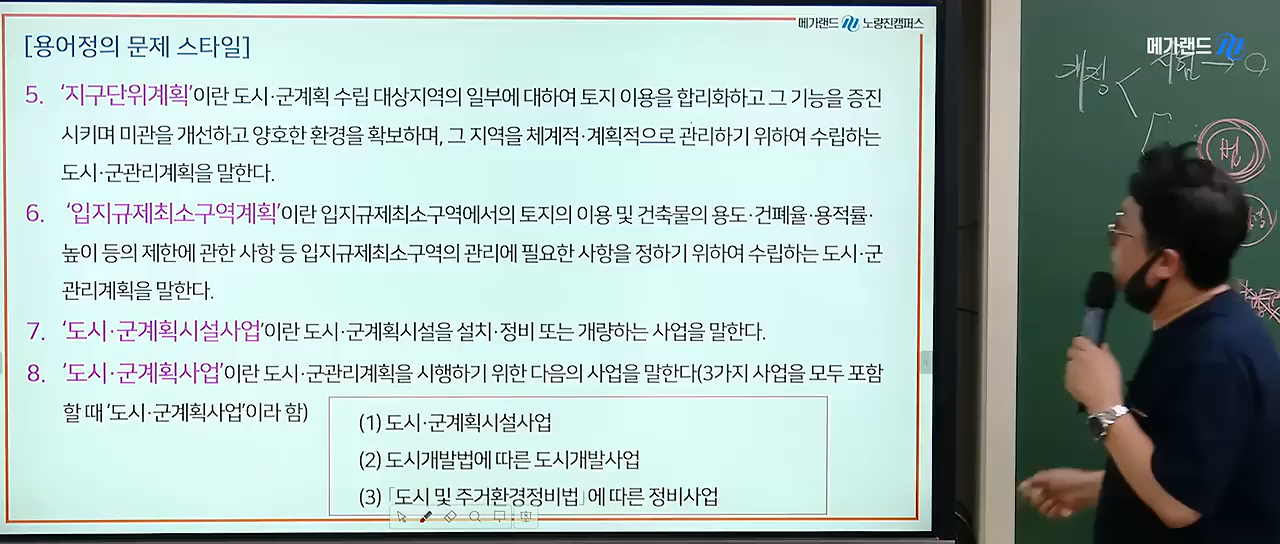 메가랜드 노량진캠퍼스
[용어정의 문제 스타일]
5. '지구단위계획'이란 도시·군계획 수립 대상지역의 일부에 대하여 토지 이용을 합리화하고 그 기능을 증진
시키며 미관을 개선하고 양호한 환경을 확보하며, 그 지역을 체계적·계획적으로 관리하기 위하여 수립하는
도시·군관리계획을 말한다.
6. '입지규제최소구역계획'이란 입지규제최소구역에서의 토지의 이용 및 건축물의 용도·건폐율·용적률·
높이 등의 제한에 관한 사항 등 입지규제최소구역의 관리에 필요한 사항을 정하기 위하여 수립하는 도시·군
관리계획을 말한다.
7. '도시·군계획시설사업'이란 도시·군계획시설을 설치·정비 또는 개량하는 사업을 말한다.
8. '도시·군계획사업'이란 도시·군관리계획을 시행하기 위한 다음의 사업을 말한다(3가지 사업을 모두 포함
할 때 '도시·군계획사업'이라 함)
(1) 도시·군계획시설사업
(2) 도시개발법에 따른 도시개발사업
(3) 「도시 및 주거환경정비법」에 따른 정비사업
메가랜드
개정
시험
법